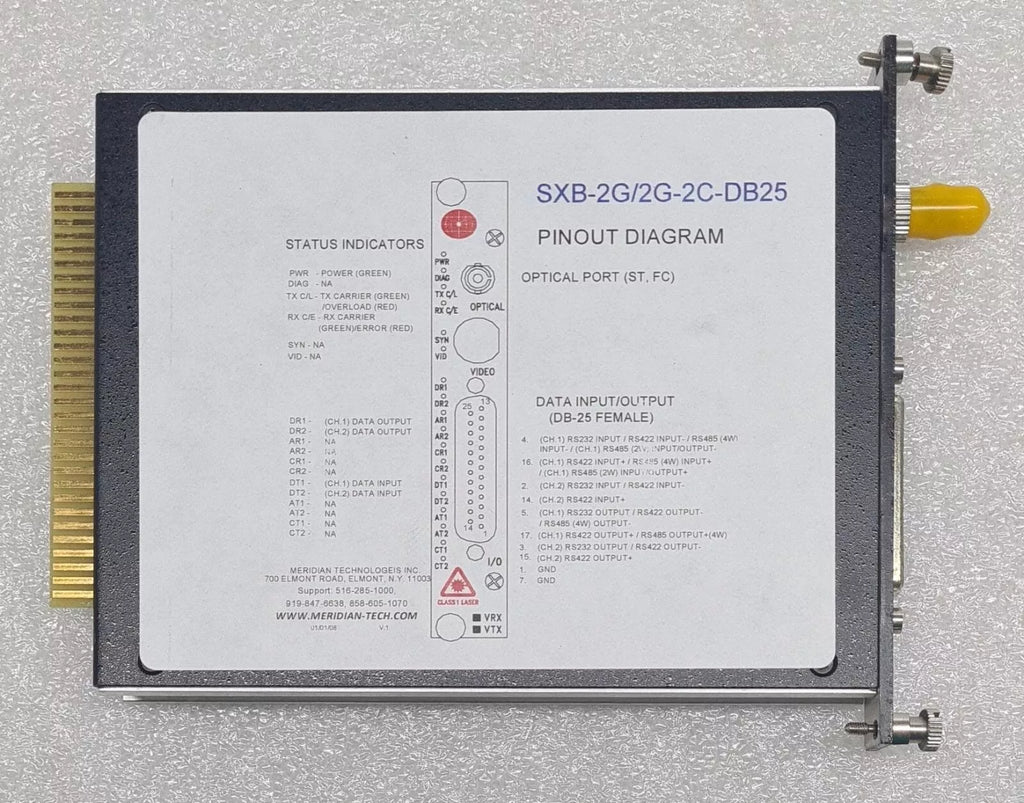 SXB-2G/2G-2C-DB25
PINOUT DIAGRAM
STATUS INDICATORS
PWR - POWER (GREEN)
DIAG - NA
TX C/L - TX CARRIER (GREEN)
/OVERLOAD (RED)
RX C/E - RX CARRIER
(GREEN)/ERROR (RED)
SYN - NA
VID - NA
DR1 - (CH.1) DATA OUTPUT
DR2 - (CH.2) DATA OUTPUT
AR1 - NA
AR2 - NA
CR1 - NA
CR2 - NA
DT1 - (CH.1) DATA INPUT
DT2 - (CH.2) DATA INPUT
AT1 - NA
AT2 - NA
CT1 - NA
CT2 - NA
MERIDIAN TECHNOLOGEIS INC.
700 ELMONT ROAD, ELMONT, N.Y. 11003
Support: 516-285-1000,
919-847-6638, 858-605-1070
WWW.MERIDIAN-TECH.COM
01/01/08 V.1
PWR
DIAG
TX C/L
RX C/E
OPTICAL
SYN
VID
VIDEO
DR1
DR2
25 13
AR1
AR2
CR1
CR2
DT1
DT2
AT1
AT2
14 1
CT1
I/O
CT2
CLASS 1 LASER
VRX
VTX
OPTICAL PORT (ST, FC)
DATA INPUT/OUTPUT
(DB-25 FEMALE)
4. (CH.1) RS232 INPUT / RS422 INPUT- / RS485 (4W)
INPUT- / (CH.1) RS485 (2W) INPUT/OUTPUT-
16. (CH.1) RS422 INPUT+ / RS485 (4W) INPUT+
/ (CH.1) RS485 (2W) INPUT/OUTPUT+
2. (CH.2) RS232 INPUT / RS422 INPUT-
14. (CH.2) RS422 INPUT+
5. (CH.1) RS232 OUTPUT / RS422 OUTPUT-
/ RS485 (4W) OUTPUT-
17. (CH.1) RS422 OUTPUT+ / RS485 OUTPUT+(4W)
3. (CH.2) RS232 OUTPUT / RS422 OUTPUT-
15. (CH.2) RS422 OUTPUT+
1. GND
7. GND